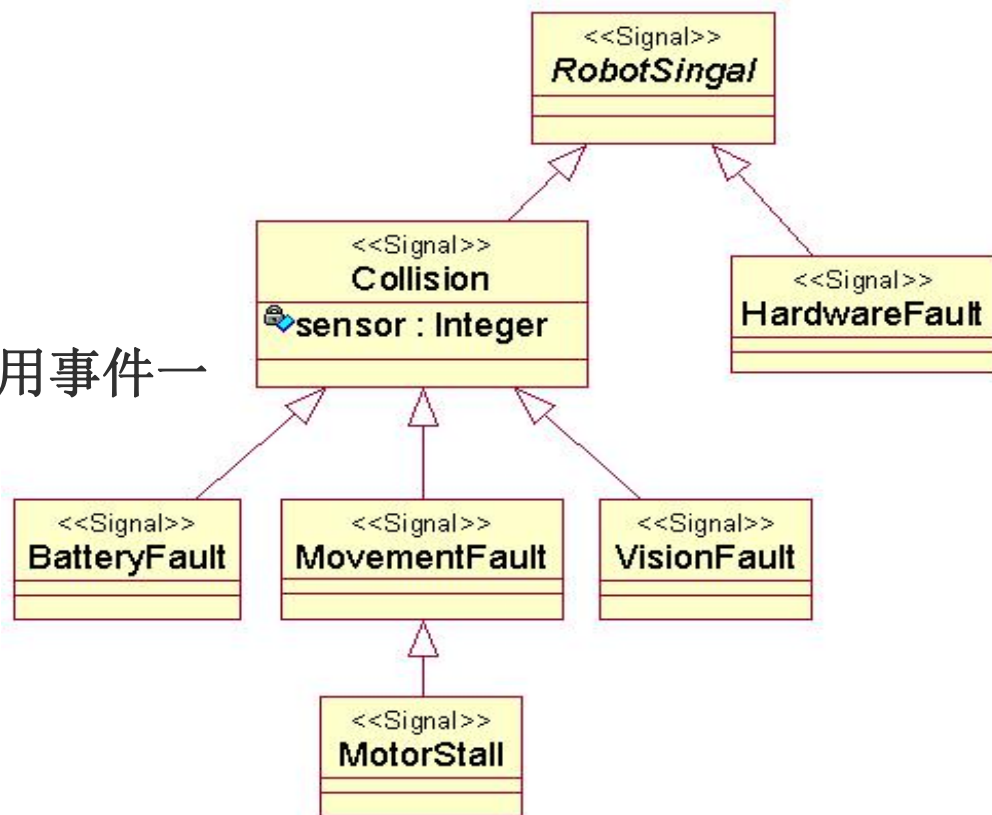 <<Signal>>
RobotSingal
<<Signal>>
Collision
sensor : Integer
<<Signal>>
HardwareFault
用事件一
<<Signal>>
BatteryFault
<<Signal>>
MovementFault
<<Signal>>
VisionFault
<<Signal>>
MotorStall